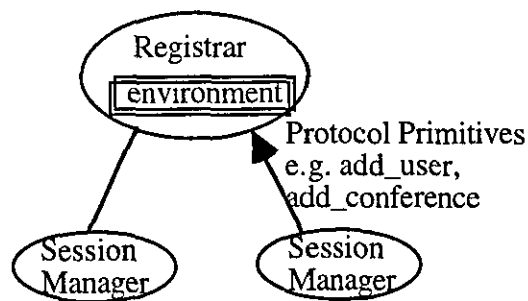 Registrar
environment
Protocol Primitives
e.g. add_user,
add_conference
Session
Manager
Session
Manager